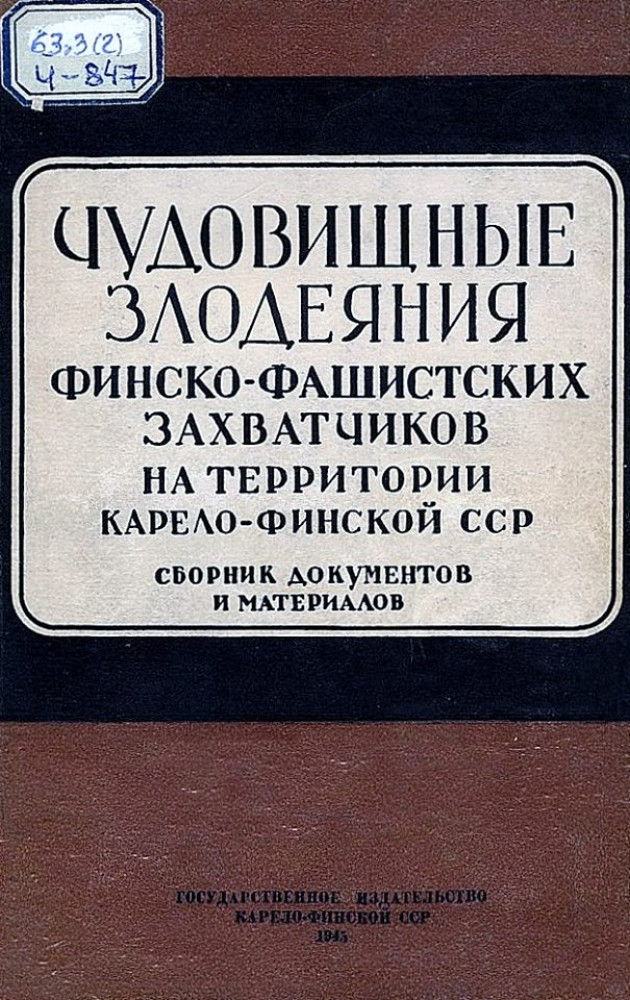 63.3(2)
Ч-847
ЧУДОВИЩНЫЕ
ЗЛОДЕЯНИЯ
ФИНСКО-ФАШИСТСКИХ
ЗАХВАТЧИКОВ
НА ТЕРРИТОРИИ
КАРЕЛО-ФИНСКОЙ ССР
СБОРНИК ДОКУМЕНТОВ
И МАТЕРИАЛОВ
ГОСУДАРСТВЕННОЕ ИЗДАТЕЛЬСТВО
КАРЕЛО-ФИНСКОЙ ССР
1945